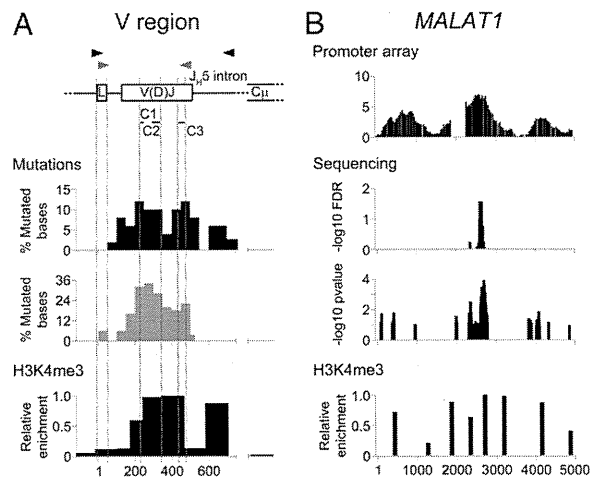 A
V region
JH5 intron
L
V(D)J
Cμ
C1
C2
C3
Mutations
% Mutated bases
15
10
5
0
% Mutated bases
36
24
12
0
H3K4me3
Relative enichment
1.0
0.5
0
1 200 400 600
B
MALAT1
Promoter array
10
5
0
Sequencing
-log10 FDR
2
1
0
-log10 pvalue
4
2
0
H3K4me3
Relative enrichment
1.0
0.5
0
1 1000 2000 3000 4000 5000